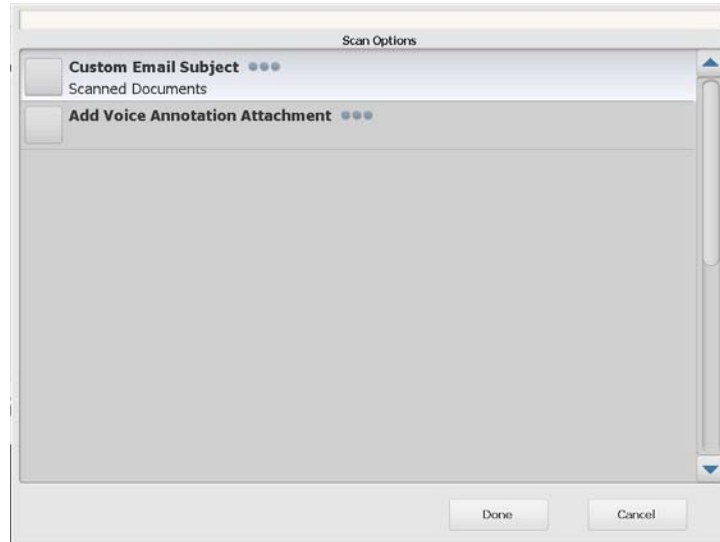 Scan Options
Custom Email Subject
Scanned Documents
Add Voice Annotation Attachment
Done
Cancel